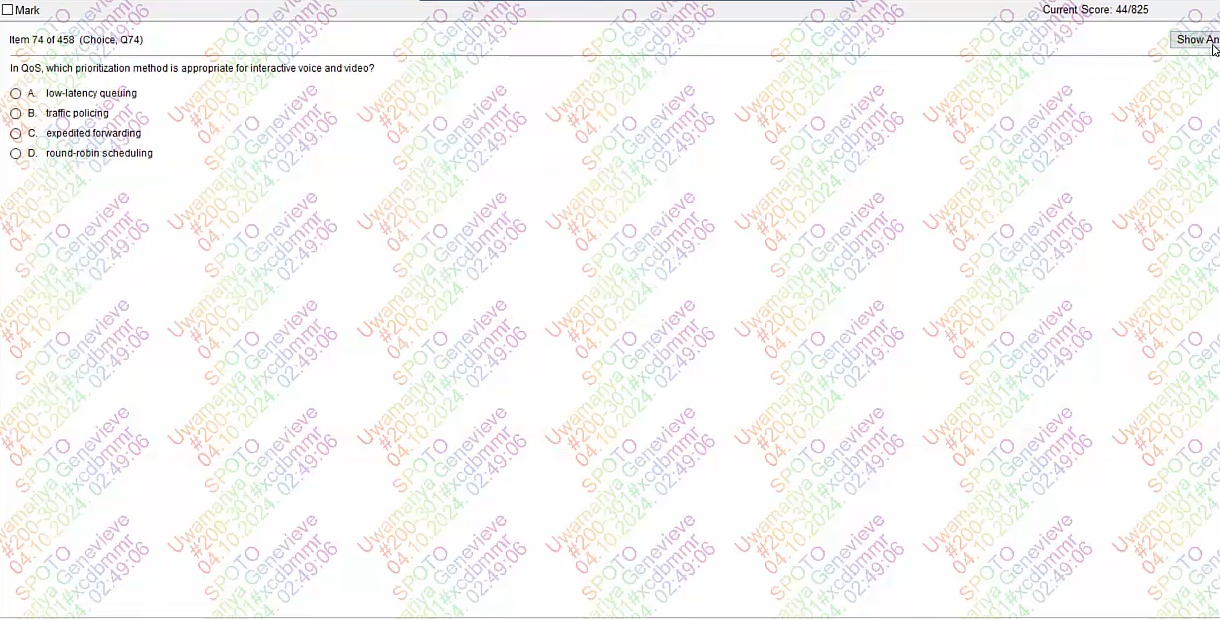 Mark
Current Score: 44/825
Item 74 of 458 (Choice, Q74)
Show An
In QoS, which prioritization method is appropriate for interactive voice and video?
A. low-latency queuing
B. traffic policing
C. expedited forwarding
D. round-robin scheduling
SPOTO
Uwamariya Genevieve
#200-301#xcdbmmr
04.10.2024. 02:49:06